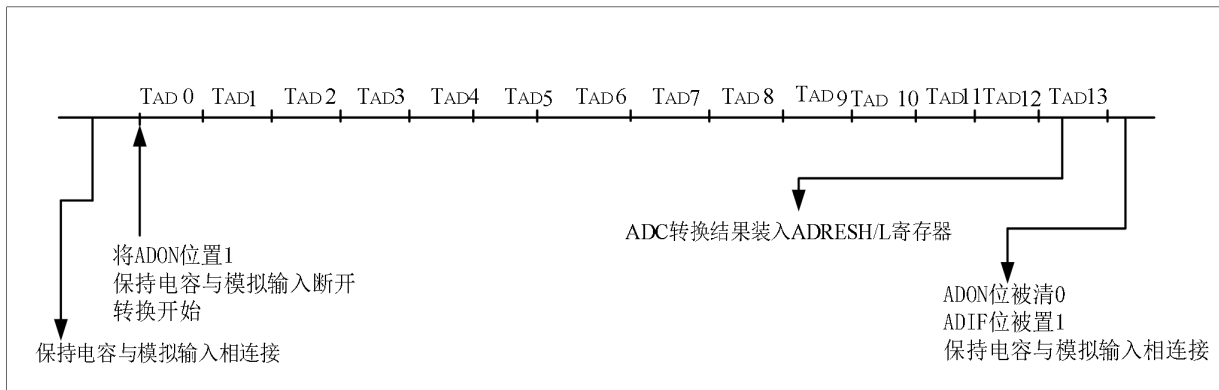 TAD 0 TAD1 TAD 2 TAD3 TAD4 TAD5 TAD6 TAD7 TAD 8 TAD 9 TAD 10 TAD11 TAD12 TAD13
ADC转换结果装入ADRESH/L寄存器
将ADON位置1
保持电容与模拟输入断开
转换开始
ADON位被清0
ADIF位被置1
保持电容与模拟输入相连接
保持电容与模拟输入相连接